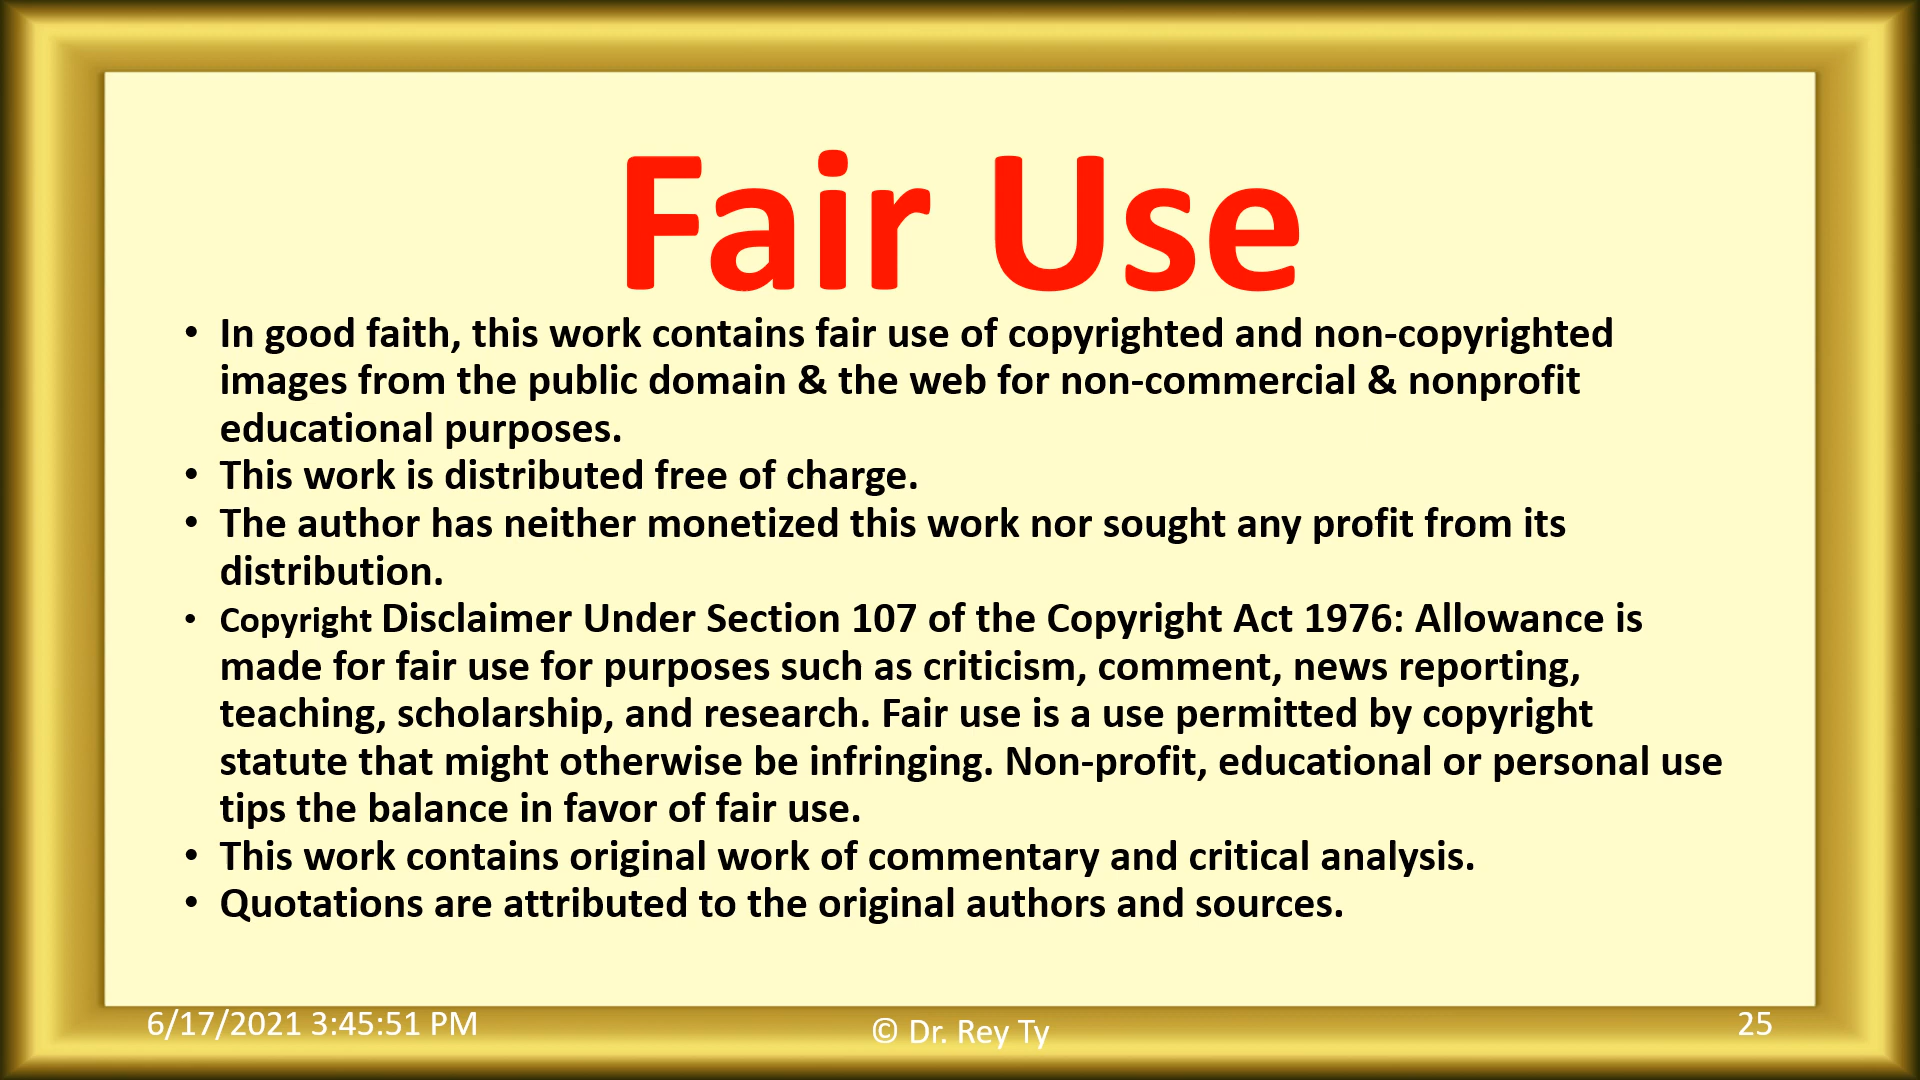 Fair Use
• In good faith, this work contains fair use of copyrighted and non-copyrighted
images from the public domain & the web for non-commercial & nonprofit
educational purposes.
• This work is distributed free of charge.
• The author has neither monetized this work nor sought any profit from its
distribution.
• Copyright Disclaimer Under Section 107 of the Copyright Act 1976: Allowance is
made for fair use for purposes such as criticism, comment, news reporting,
teaching, scholarship, and research. Fair use is a use permitted by copyright
statute that might otherwise be infringing. Non-profit, educational or personal use
tips the balance in favor of fair use.
• This work contains original work of commentary and critical analysis.
• Quotations are attributed to the original authors and sources.
6/17/2021 3:45:51 PM
© Dr. Rey Ty
25